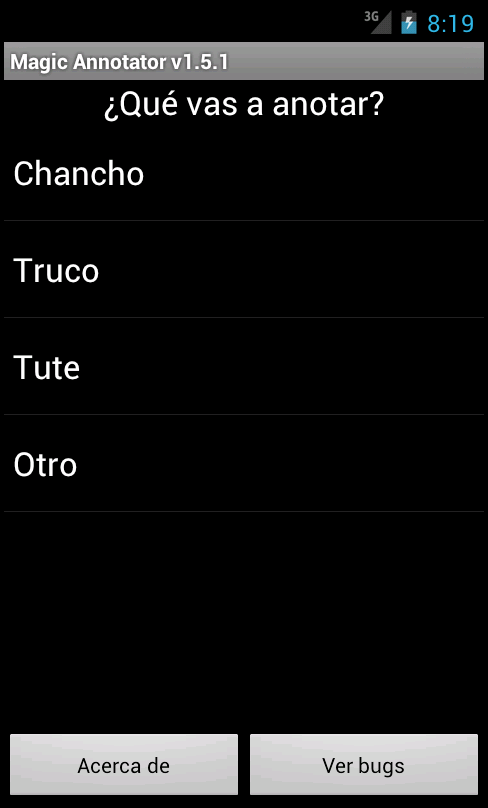 3G 8:19
Magic Annotator v1.5.1
¿Qué vas a anotar?
Chancho
Truco
Tute
Otro
Acerca de Ver bugs